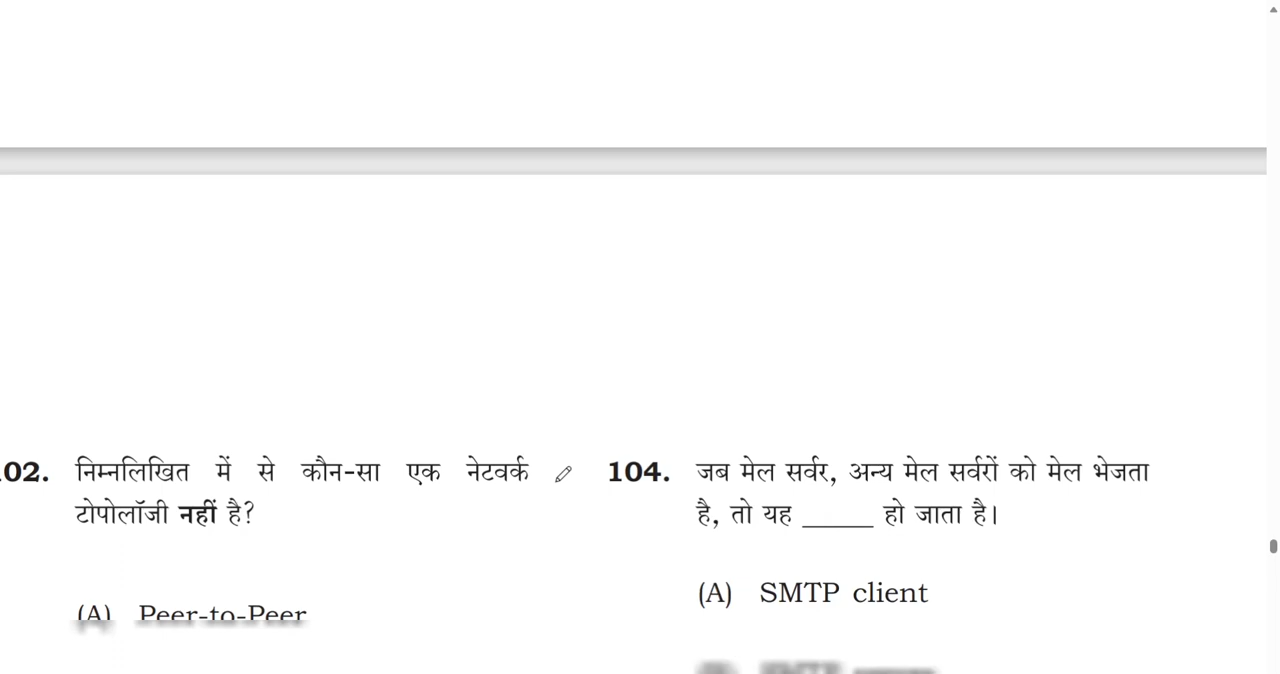 02. निम्नलिखित में से कौन-सा एक नेटवर्क
टोपोलॉजी नहीं है?
(A) Peer-to-Peer
104. जब मेल सर्वर, अन्य मेल सर्वरों को मेल भेजता
है, तो यह _____ हो जाता है।
(A) SMTP client